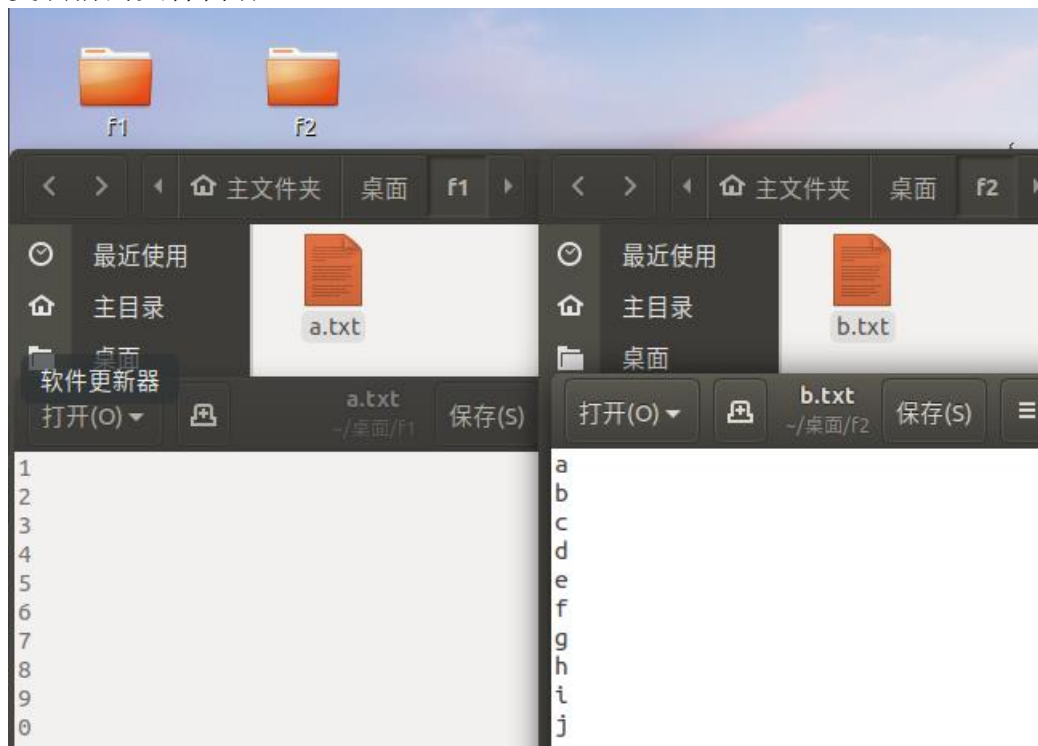 f1
f2
主文件夹 桌面 f1
主文件夹 桌面 f2
最近使用
主目录
桌面
a.txt
最近使用
主目录
桌面
b.txt
软件更新器
打开(O)
a.txt
~/桌面/f1
保存(S)
打开(O)
b.txt
~/桌面/f2
保存(S)
1
2
3
4
5
6
7
8
9
0
a
b
c
d
e
f
g
h
i
j